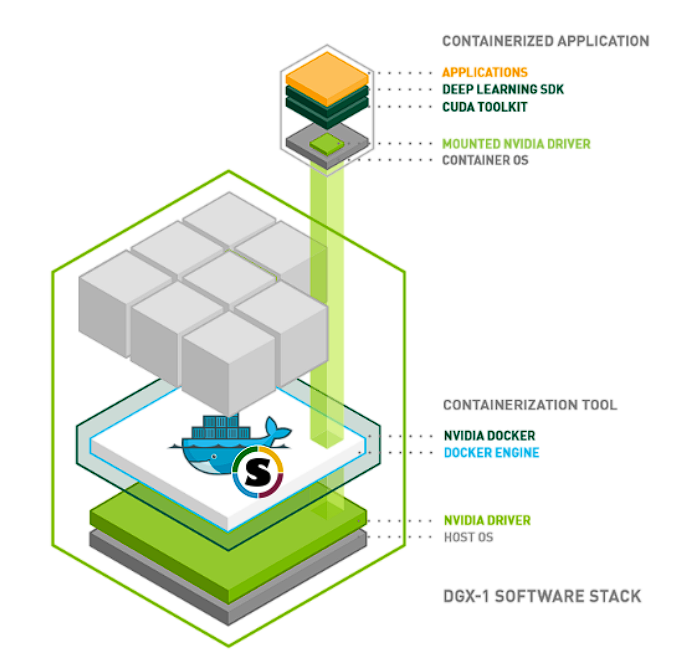 CONTAINERIZED APPLICATION
APPLICATIONS
DEEP LEARNING SDK
CUDA TOOLKIT
MOUNTED NVIDIA DRIVER
CONTAINER OS
CONTAINERIZATION TOOL
NVIDIA DOCKER
DOCKER ENGINE
S
NVIDIA DRIVER
HOST OS
DGX-1 SOFTWARE STACK